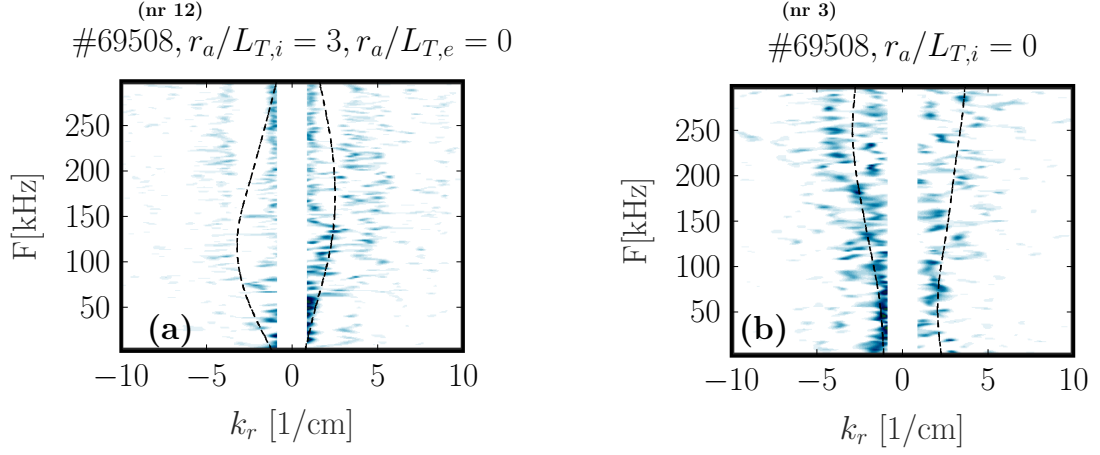 (nr 12)
#69508, r_a/L_{T,i} = 3, r_a/L_{T,e} = 0
250
200
150
100
50
F[kHz]
(a)
−10 −5 0 5 10
k_r [1/cm]
(nr 3)
#69508, r_a/L_{T,i} = 0
250
200
150
100
50
F[kHz]
(b)
−10 −5 0 5 10
k_r [1/cm]